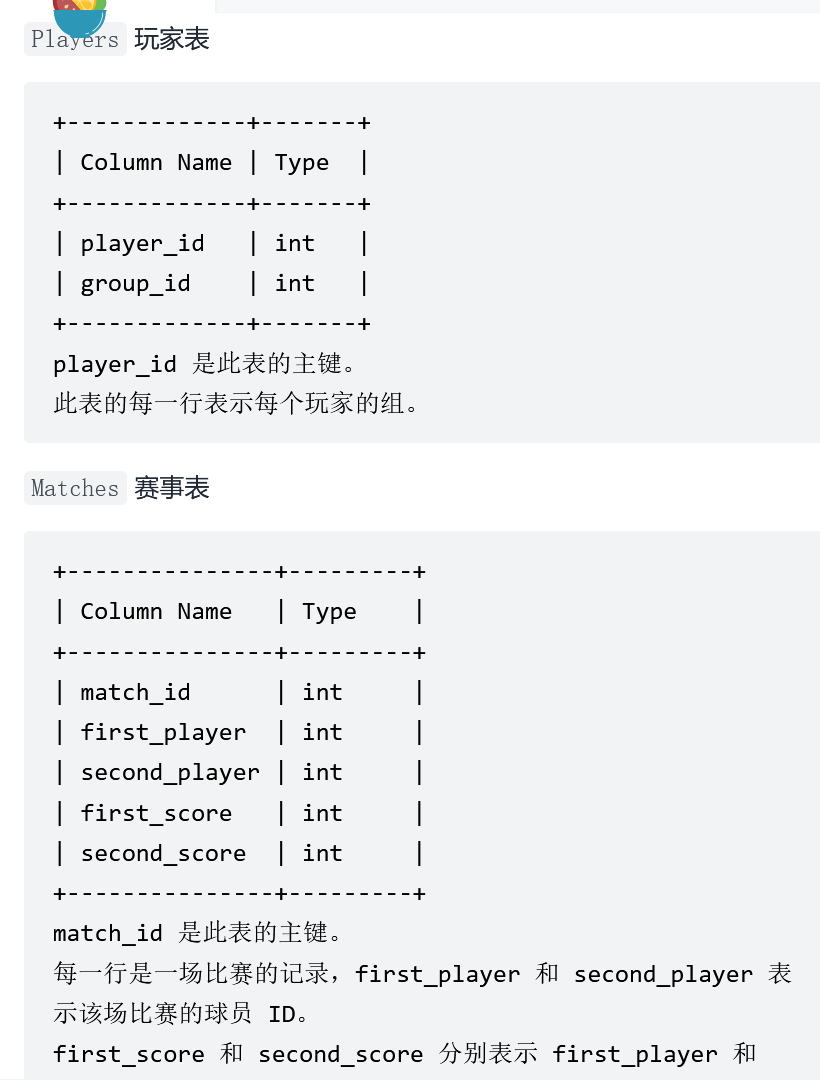 Players 玩家表
+-------------+-------+
| Column Name | Type  |
+-------------+-------+
| player_id   | int   |
| group_id    | int   |
+-------------+-------+
player_id 是此表的主键。
此表的每一行表示每个玩家的组。
Matches 赛事表
+---------------+---------+
| Column Name   | Type    |
+---------------+---------+
| match_id      | int     |
| first_player  | int     |
| second_player | int     |
| first_score   | int     |
| second_score  | int     |
+---------------+---------+
match_id 是此表的主键。
每一行是一场比赛的记录，first_player 和 second_player 表
示该场比赛的球员 ID。
first_score 和 second_score 分别表示 first_player 和